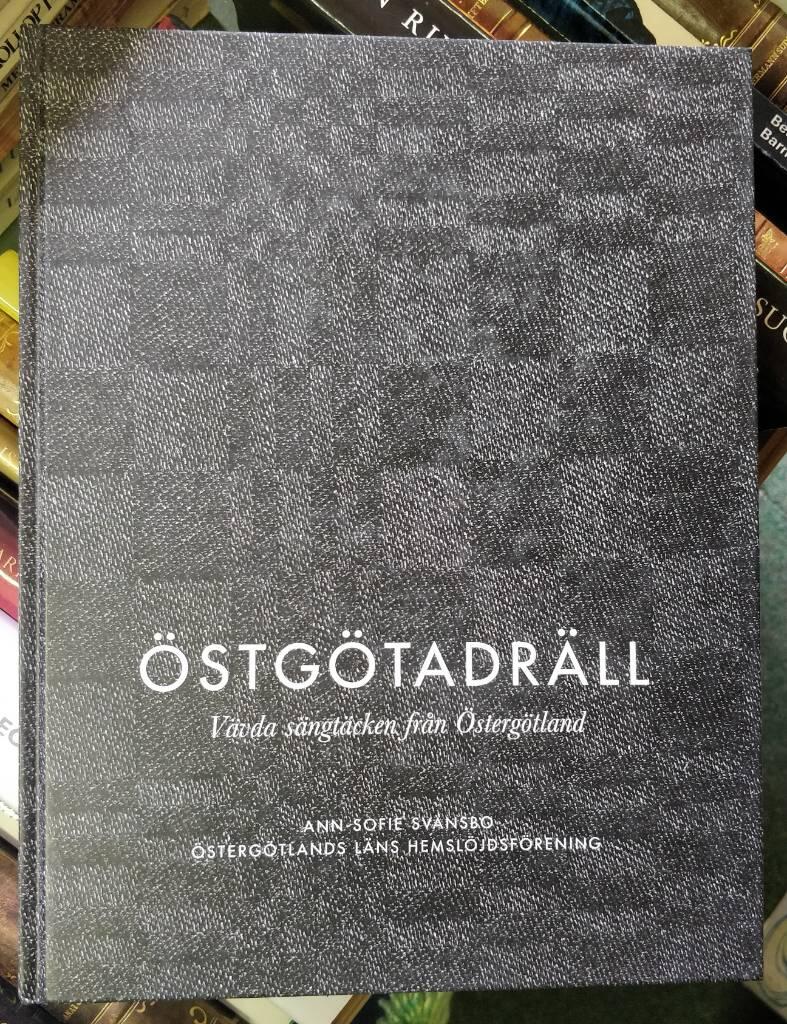 ÖSTGÖTADRÄLL
Vävda sängtäcken från Östergötland
ANN-SOFIE SVANSBO
ÖSTERGÖTLANDS LÄNS HEMSLÖJDSFÖRENING